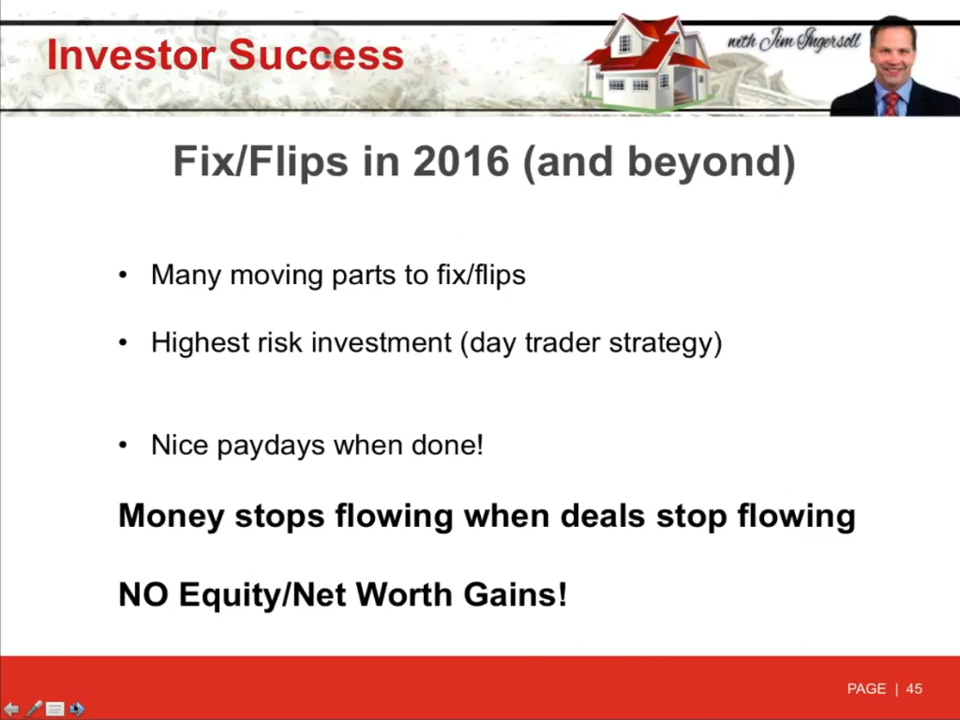 Investor Success
with Jim Ingersoll
Fix/Flips in 2016 (and beyond)
• Many moving parts to fix/flips
• Highest risk investment (day trader strategy)
• Nice paydays when done!
Money stops flowing when deals stop flowing
NO Equity/Net Worth Gains!
PAGE | 45